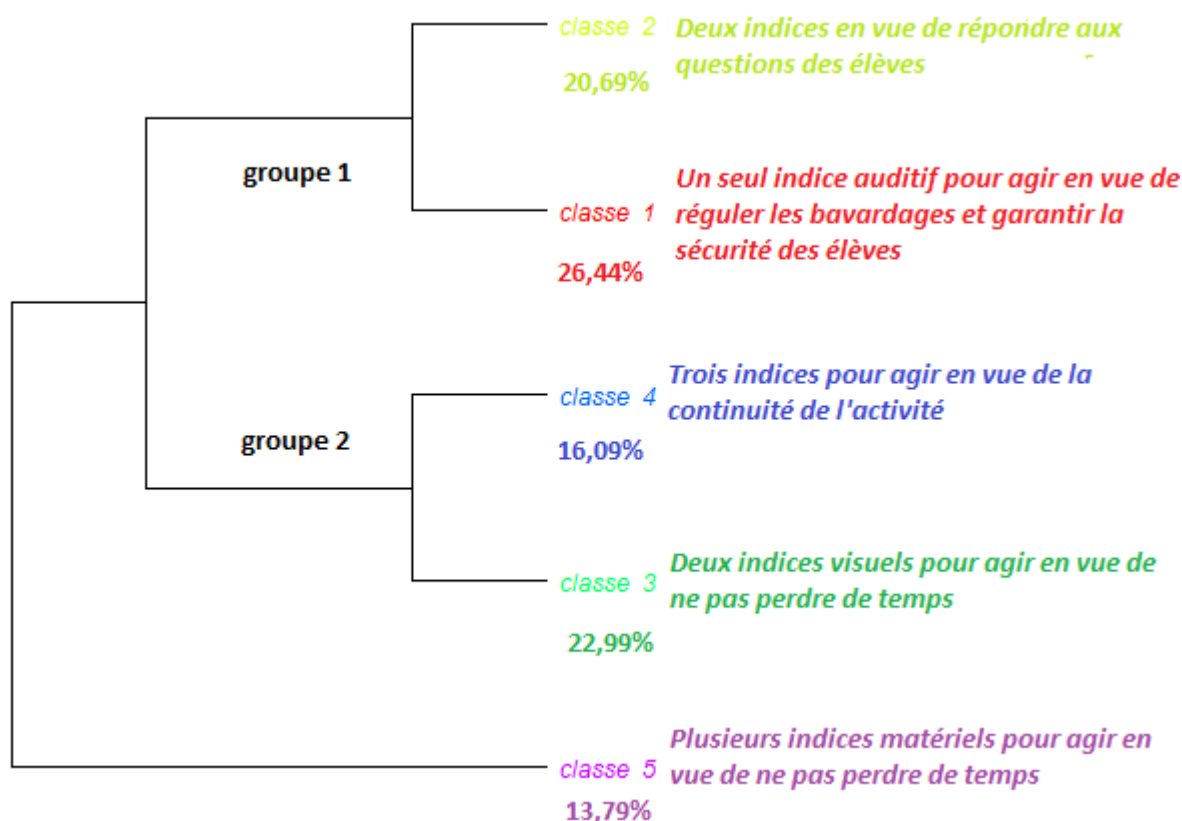 classe 2
Deux indices en vue de répondre aux
questions des élèves
20,69%
groupe 1
Un seul indice auditif pour agir en vue de
réguler les bavardages et garantir la
sécurité des élèves
classe 1
26,44%
Trois indices pour agir en vue de la
continuité de l'activité
classe 4
16,09%
groupe 2
Deux indices visuels pour agir en vue de
ne pas perdre de temps
classe 3
22,99%
Plusieurs indices matériels pour agir en
vue de ne pas perdre de temps
classe 5
13,79%